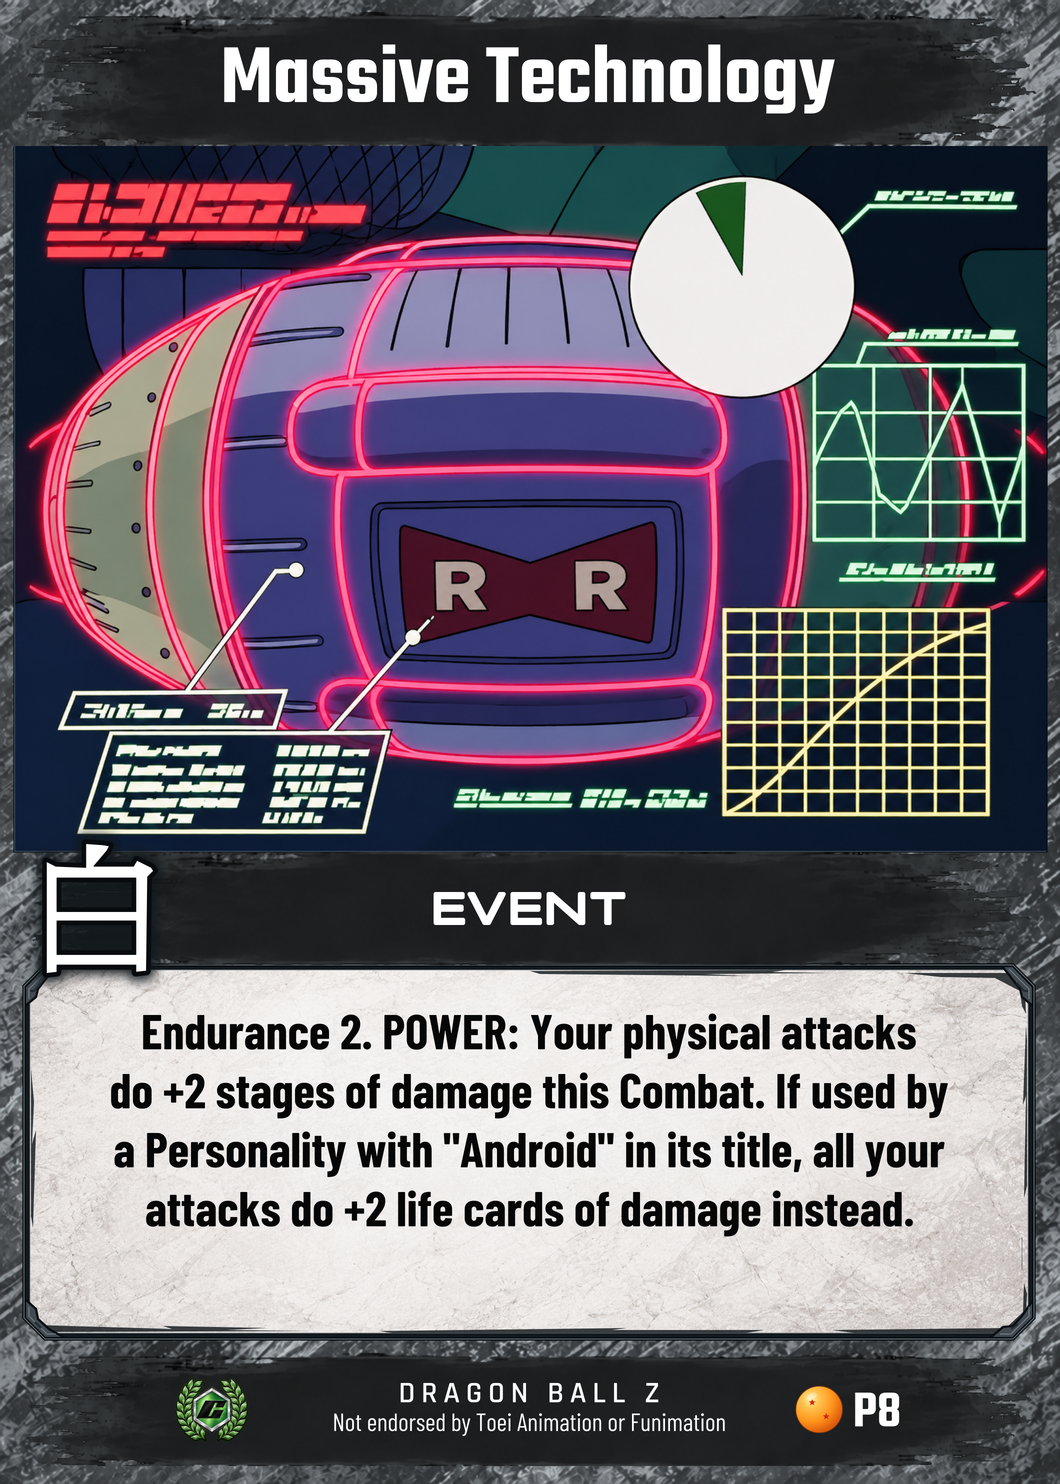 Massive Technology
R R
白
EVENT
Endurance 2. POWER: Your physical attacks
do +2 stages of damage this Combat. If used by
a Personality with "Android" in its title, all your
attacks do +2 life cards of damage instead.
DRAGON BALL Z
Not endorsed by Toei Animation or Funimation
P8